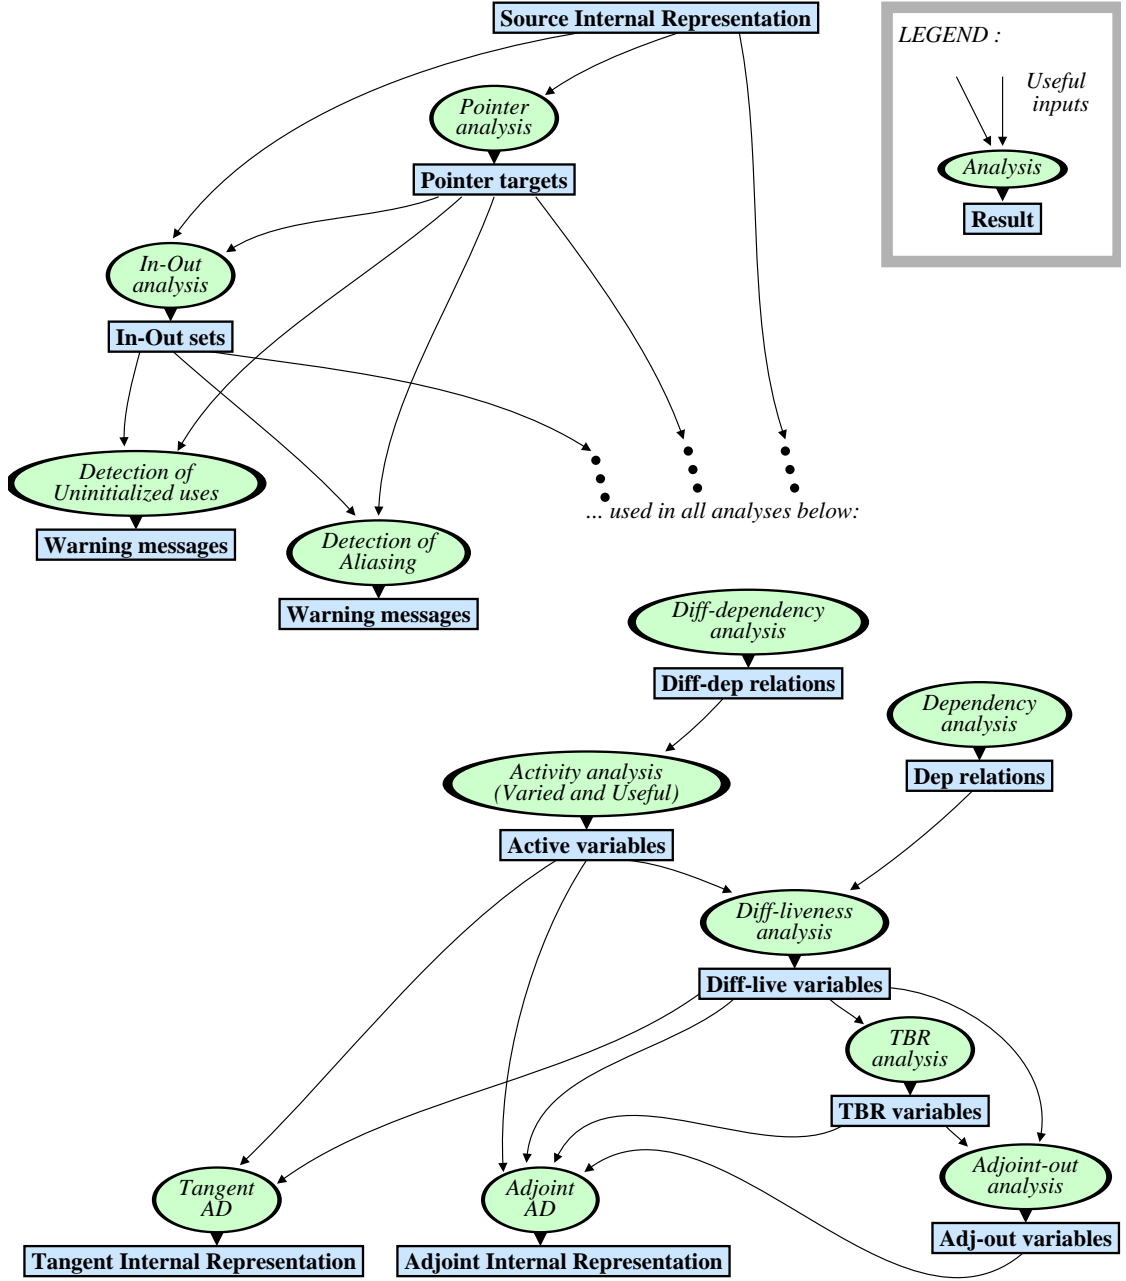 Source Internal Representation
LEGEND :
Useful
inputs
Analysis
Result
Pointer
analysis
Pointer targets
In-Out
analysis
In-Out sets
Detection of
Uninitialized uses
Warning messages
... used in all analyses below:
Detection of
Aliasing
Warning messages
Diff-dependency
analysis
Diff-dep relations
Dependency
analysis
Dep relations
Activity analysis
(Varied and Useful)
Active variables
Diff-liveness
analysis
Diff-live variables
TBR
analysis
TBR variables
Adjoint-out
analysis
Adj-out variables
Tangent
AD
Tangent Internal Representation
Adjoint
AD
Adjoint Internal Representation